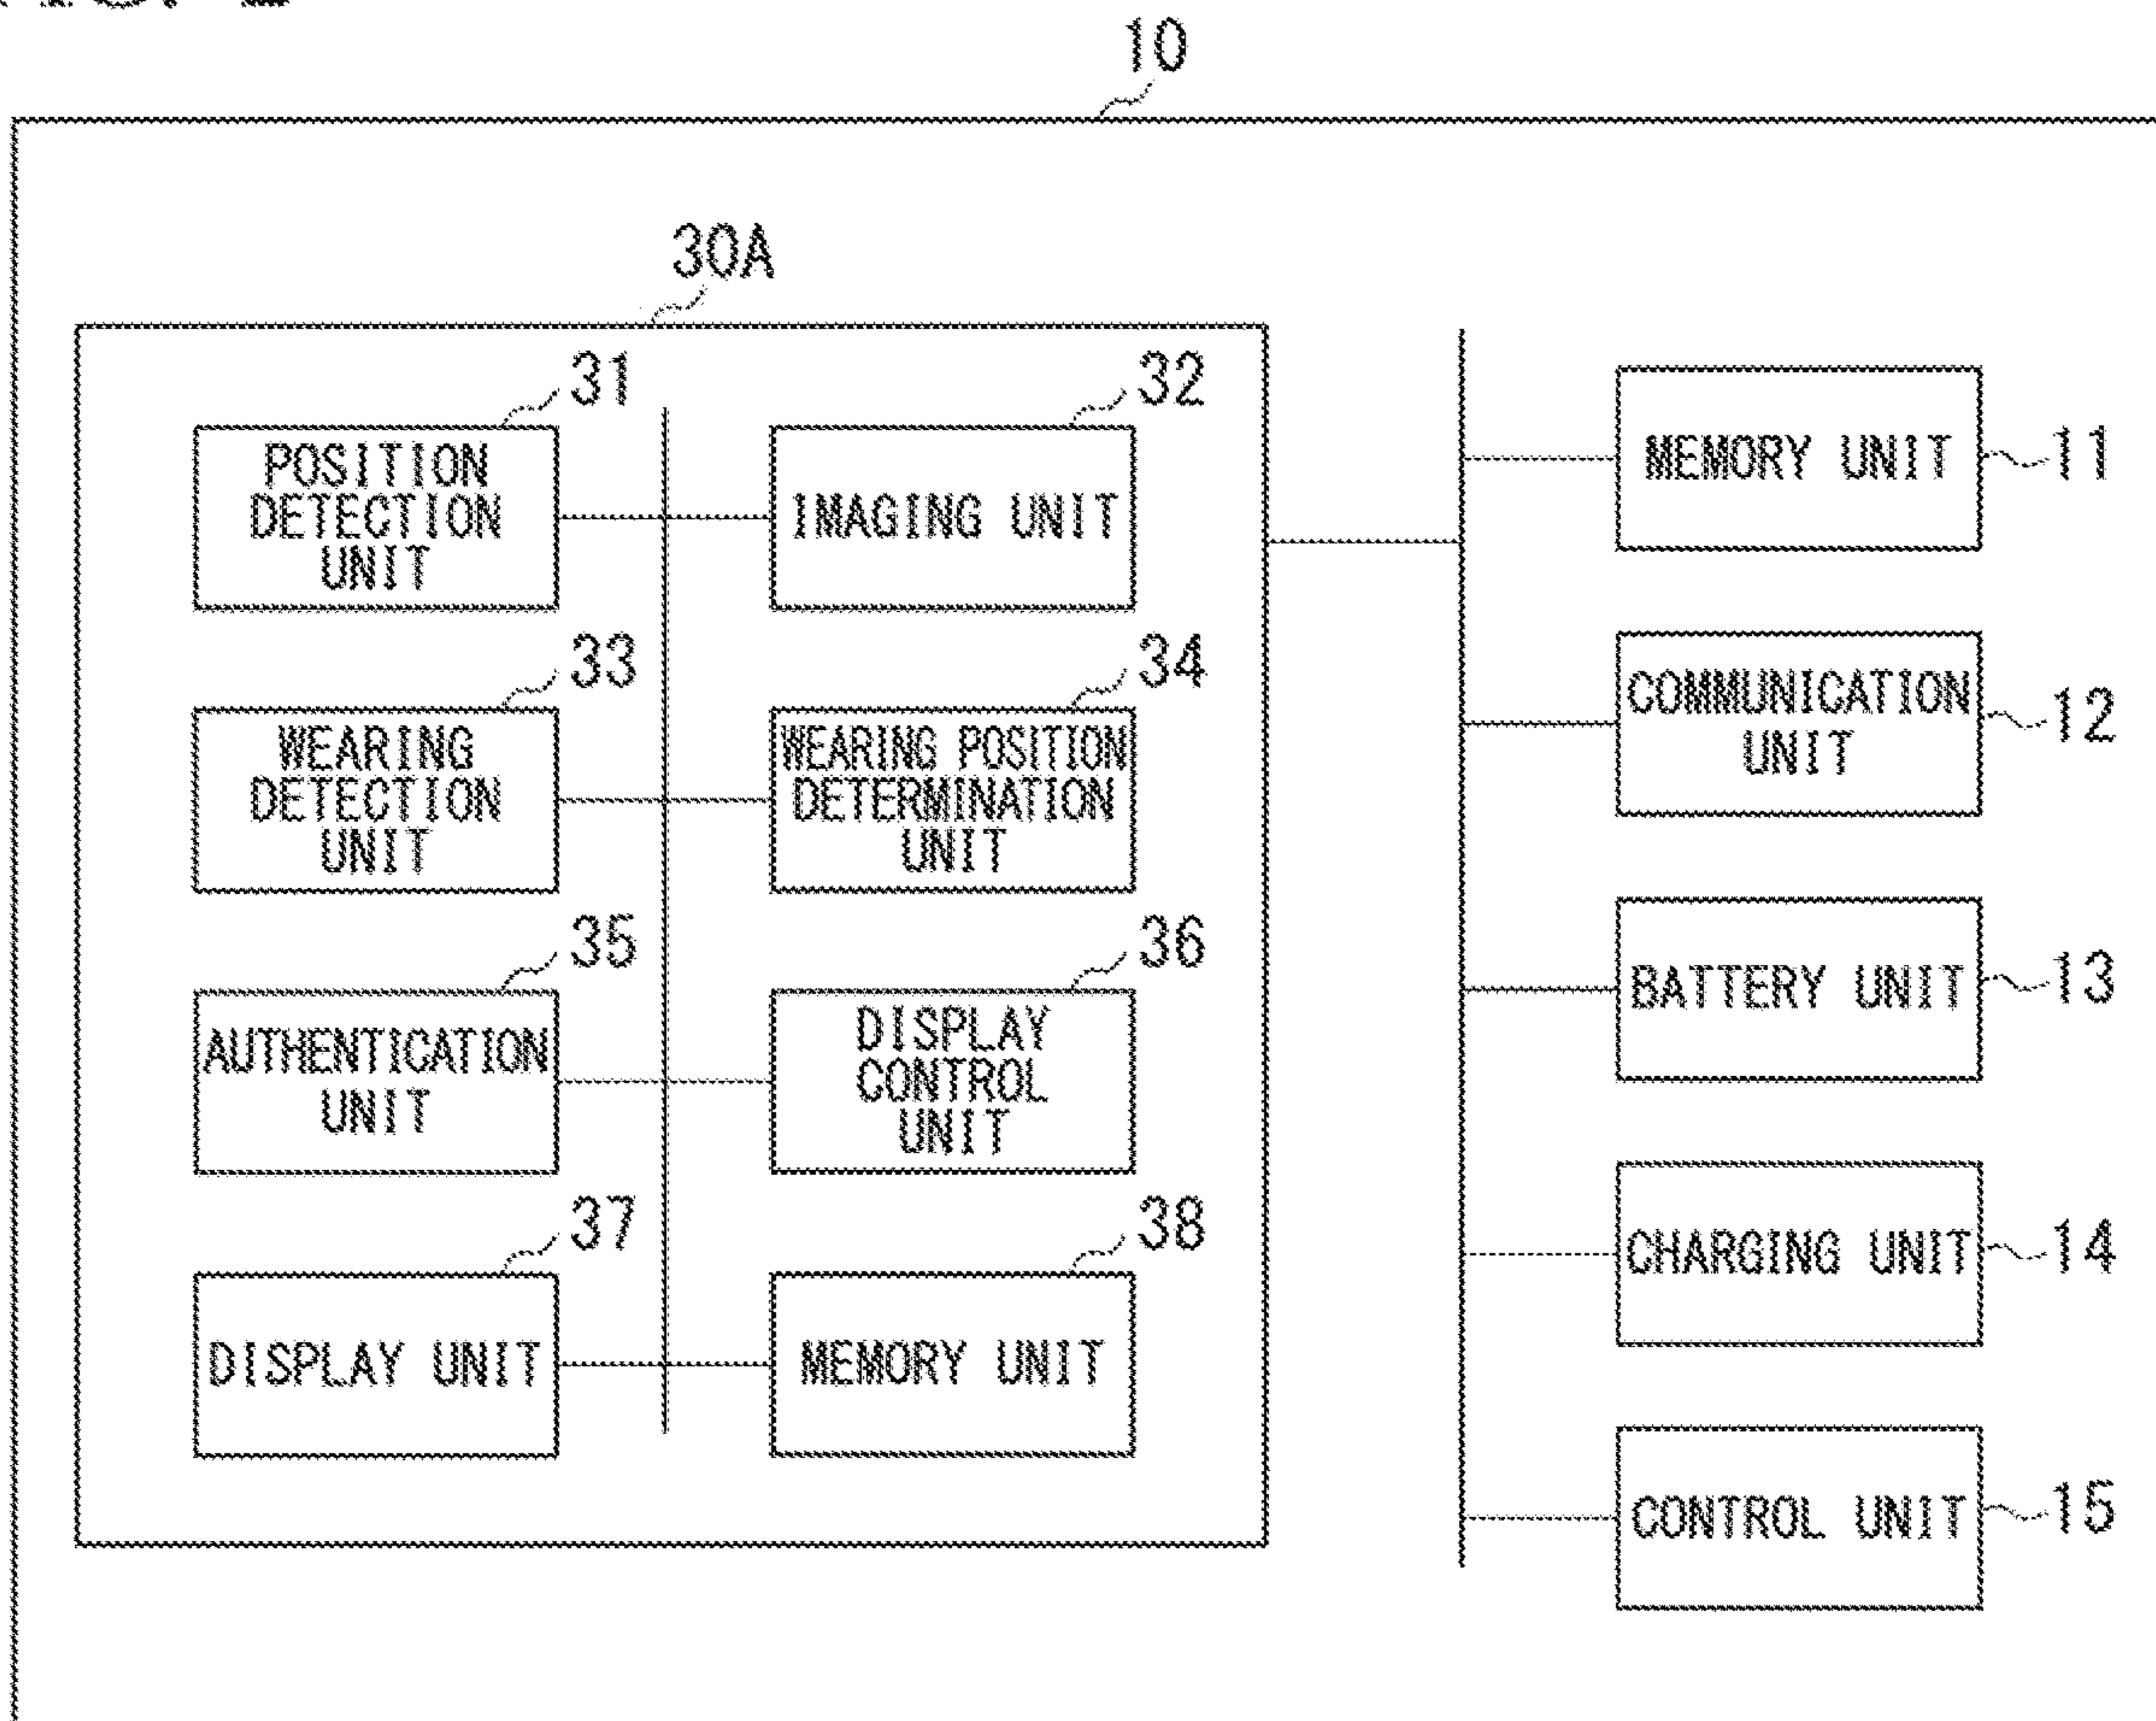 10
30A
31
POSITION
DETECTION
UNIT
32
IMAGING UNIT
33
WEARING
DETECTION
UNIT
34
WEARING POSITION
DETERMINATION
UNIT
35
AUTHENTICATION
UNIT
36
DISPLAY
CONTROL
UNIT
37
DISPLAY UNIT
38
MEMORY UNIT
MEMORY UNIT
11
COMMUNICATION
UNIT
12
BATTERY UNIT
13
CHARGING UNIT
14
CONTROL UNIT
15